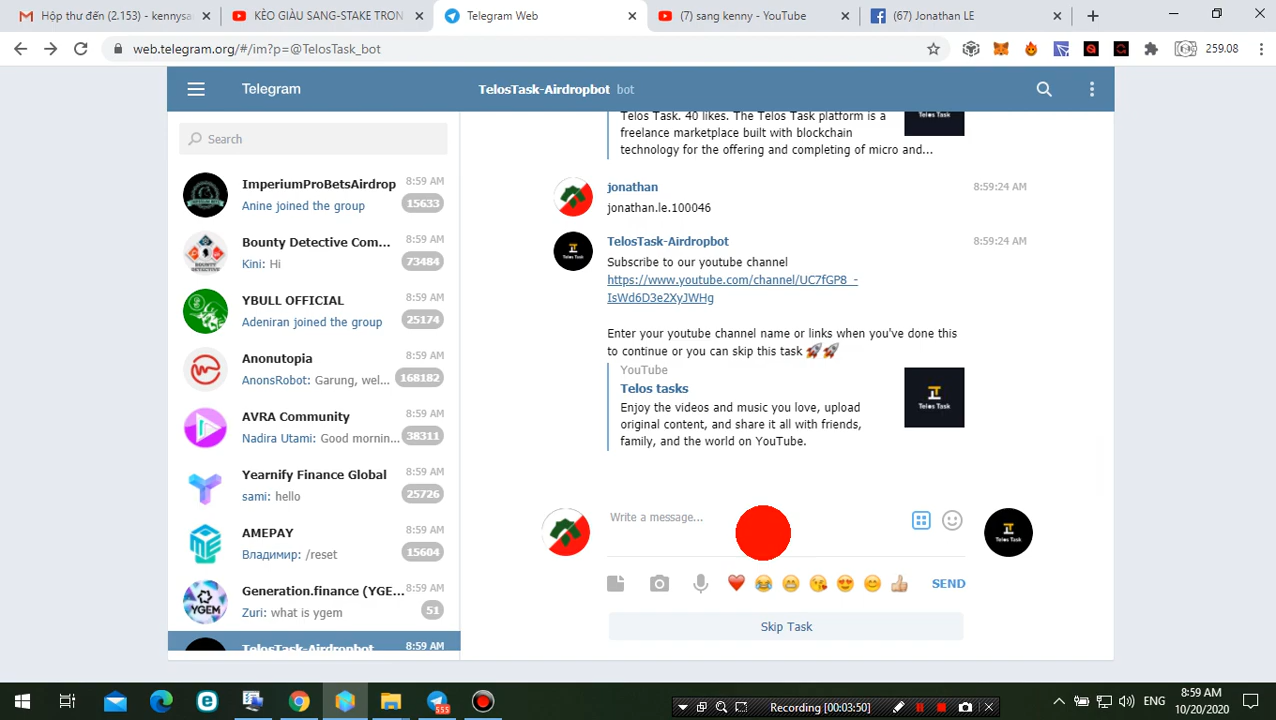 Hộp thư đến (2.153) - kennys
KÈO GIÀU SANG-STAKE TRON
Telegram Web
(7) sang kenny - YouTube
(67) Jonathan LE
web.telegram.org/#/im?p=@TelosTask_bot
259.08
Telegram
TelosTask-Airdropbot bot
Search
ImperiumProBetsAirdrop 8:59 AM
Anine joined the group 15633
Bounty Detective Com... 8:59 AM
Kini: Hi 73484
YBULL OFFICIAL 8:59 AM
Adeniran joined the group 25174
Anonutopia 8:59 AM
AnonsRobot: Garung, wel... 168182
AVRA Community 8:59 AM
Nadira Utami: Good mornin... 38311
Yearnify Finance Global 8:59 AM
sami: hello 25726
AMEPAY 8:59 AM
Владимир: /reset 15604
Generation.finance (YGE... 8:59 AM
Zuri: what is ygem 51
TelosTask-Airdropbot 8:59 AM
Telos Task. 40 likes. The Telos Task platform is a
freelance marketplace built with blockchain
technology for the offering and completing of micro and...
Telos Task
jonathan 8:59:24 AM
jonathan.le.100046
TelosTask-Airdropbot 8:59:24 AM
Subscribe to our youtube channel
https://www.youtube.com/channel/UC7fGP8_-
IsWd6D3e2XyJWHg
Enter your youtube channel name or links when you've done this
to continue or you can skip this task 🚀🚀
YouTube
Telos tasks
Enjoy the videos and music you love, upload
original content, and share it all with friends,
family, and the world on YouTube.
Telos Task
Write a message...
Telos Task
SEND
Skip Task
555
Recording [00:03:50]
ENG
8:59 AM
10/20/2020